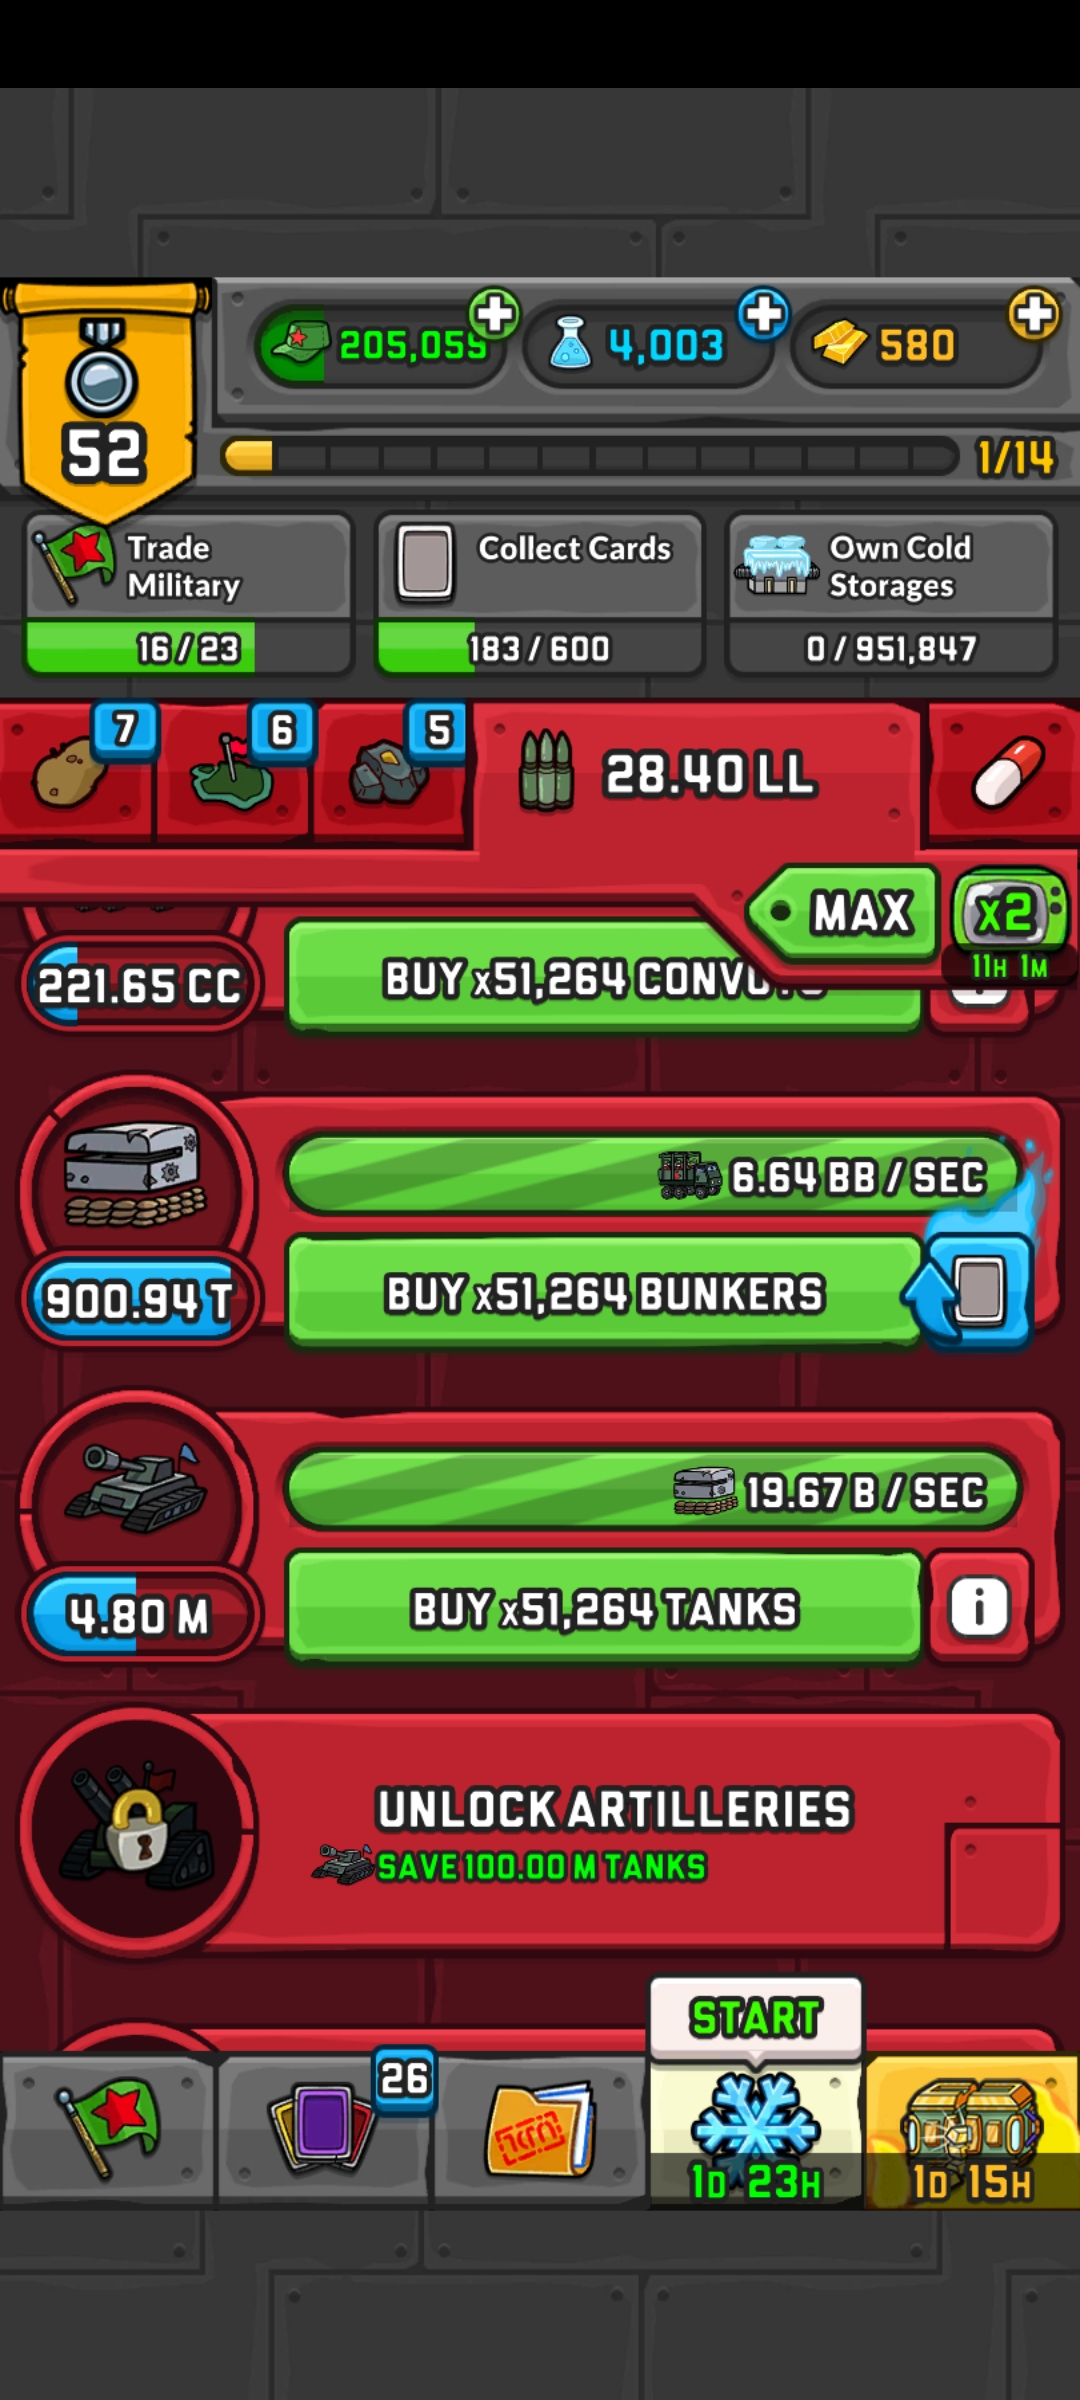 205,055
4,003
580
52
1/14
Trade
Military
16/23
Collect Cards
183/600
Own Cold
Storages
0/951,847
7
6
5
28.40 LL
MAX
x2
11H 1M
221.65 CC
BUY x51,264
6.64 BB/SEC
900.94 T
BUY x51,264 BUNKERS
19.67 B/SEC
4.80 M
BUY x51,264 TANKS
i
UNLOCK ARTILLERIES
SAVE 100.00 M TANKS
START
26
1D 23H
1D 15H